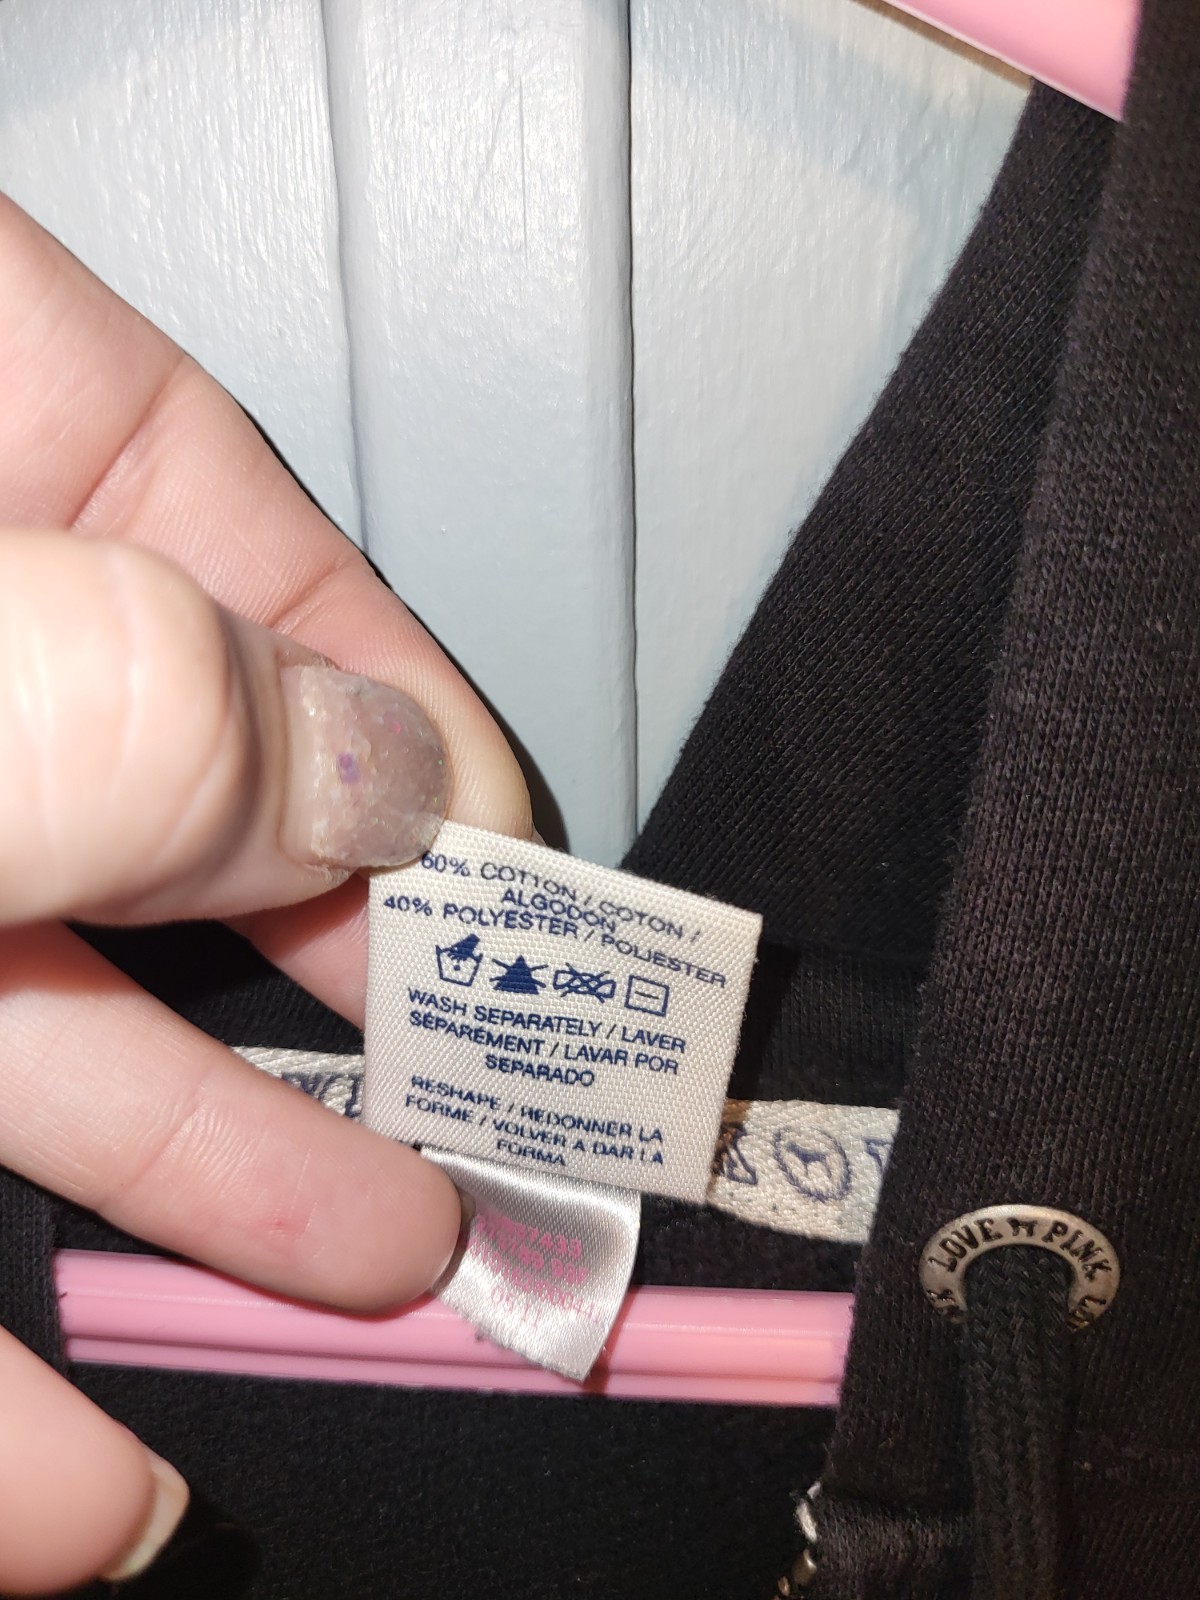 60% COTTON / COTON /
ALGODON
40% POLYESTER / POLIESTER
WASH SEPARATELY / LAVER
SÉPARÉMENT / LAVAR POR
SEPARADO
RESHAPE / REDONNER LA
FORME / VOLVER A DAR LA
FORMA
LOVE PINK